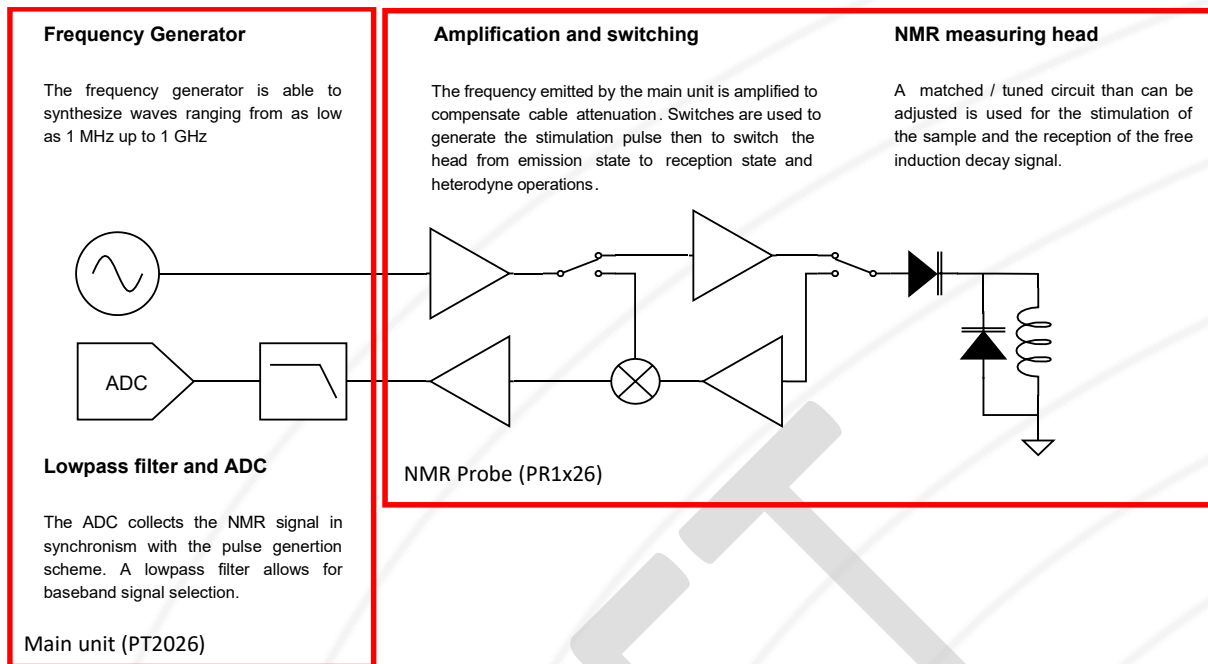 Frequency Generator
The frequency generator is able to
synthesize waves ranging from as low
as 1 MHz up to 1 GHz
Amplification and switching
The frequency emitted by the main unit is amplified to
compensate cable attenuation. Switches are used to
generate the stimulation pulse then to switch the
head from emission state to reception state and
heterodyne operations.
NMR measuring head
A matched / tuned circuit than can be
adjusted is used for the stimulation of
the sample and the reception of the free
induction decay signal.
ADC
Lowpass filter and ADC
The ADC collects the NMR signal in
synchronism with the pulse genertion
scheme. A lowpass filter allows for
baseband signal selection.
Main unit (PT2026)
NMR Probe (PR1x26)